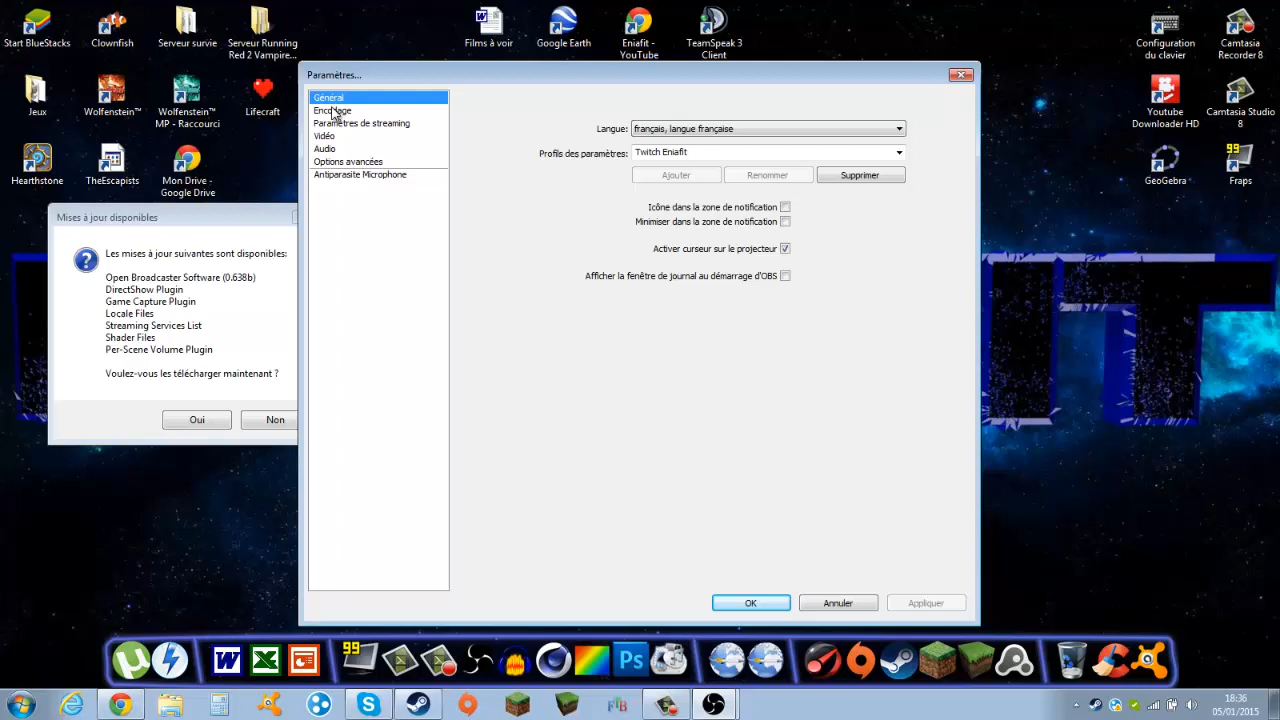 Start BlueStacks
Clownfish
Serveur survie
Serveur Running
Red 2 Vampire...
Films à voir
Google Earth
Eniafit -
YouTube
TeamSpeak 3
Client
Configuration
du clavier
Camtasia
Recorder 8
Jeux
Wolfenstein™
Wolfenstein™
MP - Raccourci
Lifecraft
Youtube
Downloader HD
Camtasia Studio
8
Hearthstone
TheEscapists
Mon Drive -
Google Drive
GeoGebra
99
Fraps
Paramètres...
Général
Encodage
Paramètres de streaming
Vidéo
Audio
Options avancées
Antiparasite Microphone
Langue:
français, langue française
Profils des paramètres:
Twitch Eniafit
Ajouter
Renommer
Supprimer
Icône dans la zone de notification
Minimiser dans la zone de notification
Activer curseur sur le projecteur
Afficher la fenêtre de journal au démarrage d'OBS
OK
Annuler
Appliquer
Mises à jour disponibles
Les mises à jour suivantes sont disponibles:
Open Broadcaster Software (0.638b)
DirectShow Plugin
Game Capture Plugin
Locale Files
Streaming Services List
Shader Files
Per-Scene Volume Plugin
Voulez-vous les télécharger maintenant ?
Oui
Non
99
Ps
18:36
05/01/2015